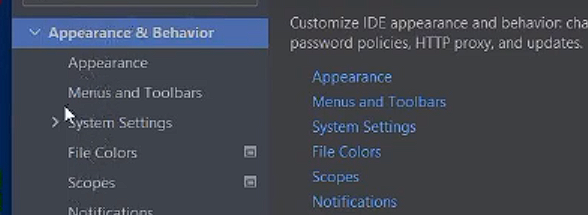 Appearance & Behavior
Appearance
Menus and Toolbars
System Settings
File Colors
Scopes
Notifications
Customize IDE appearance and behavior: cha
password policies, HTTP proxy, and updates.
Appearance
Menus and Toolbars
System Settings
File Colors
Scopes
Notifications